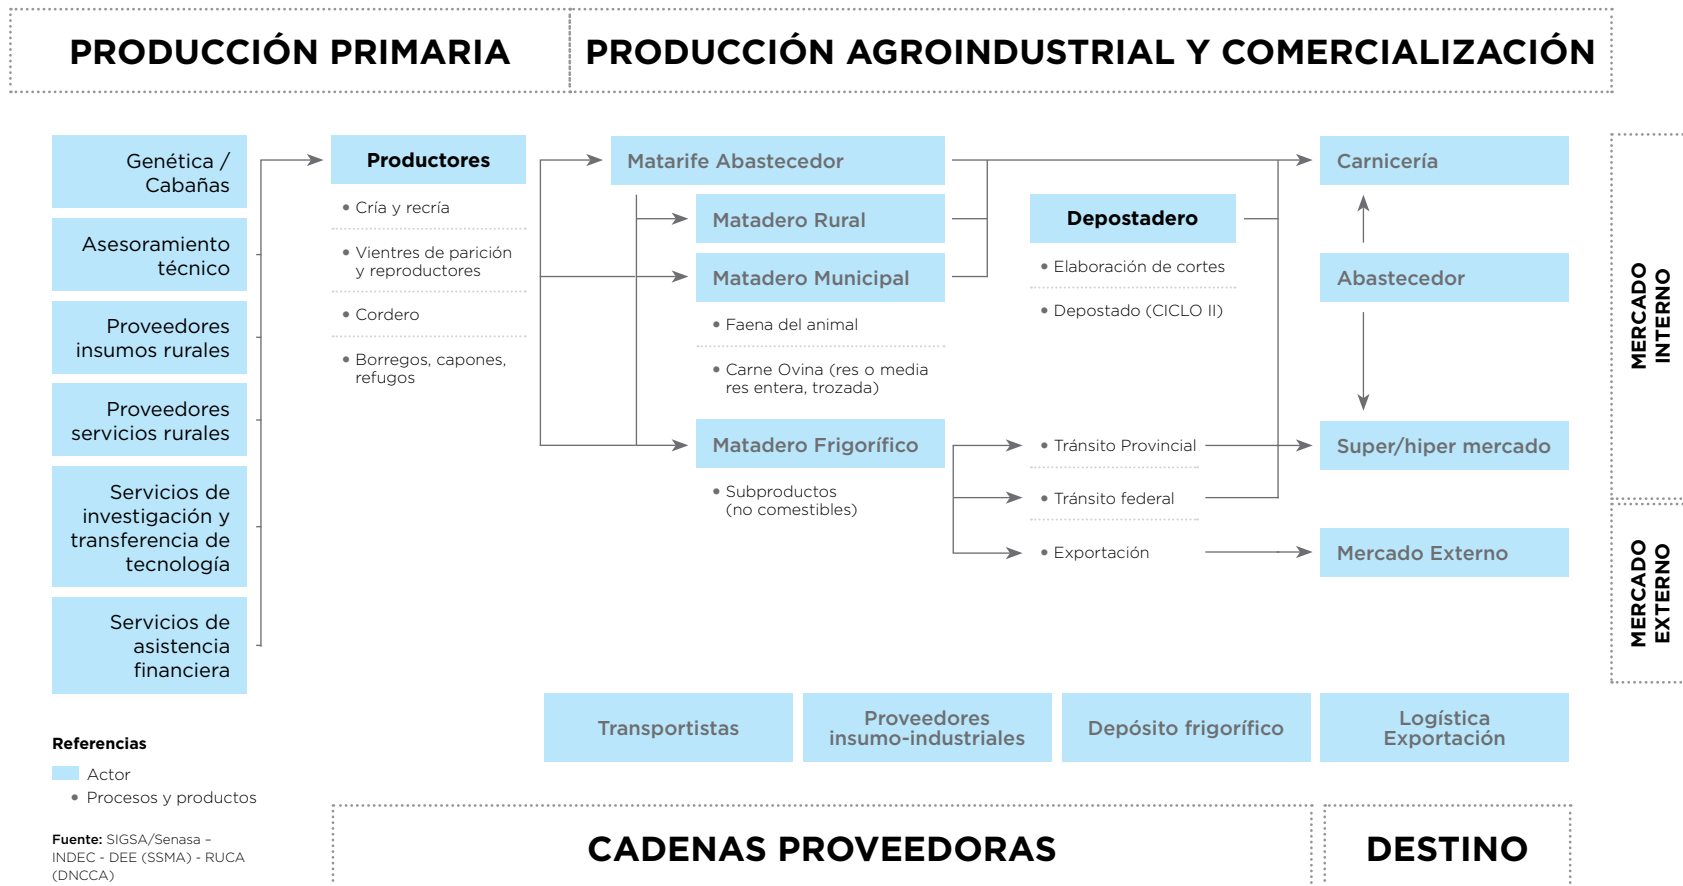 PRODUCCIÓN PRIMARIA
PRODUCCIÓN AGROINDUSTRIAL Y COMERCIALIZACIÓN
Genética /
Cabañas
Asesoramiento
técnico
Proveedores
insumos rurales
Proveedores
servicios rurales
Servicios de
investigación y
transferencia de
tecnología
Servicios de
asistencia
financiera
Productores
• Cría y recría
• Vientres de parición
y reproductores
• Cordero
• Borregos, capones,
refugos
Matarife Abastecedor
Matadero Rural
Matadero Municipal
• Faena del animal
• Carne Ovina (res o media
res entera, trozada)
Matadero Frigorífico
• Subproductos
(no comestibles)
Depostadero
• Elaboración de cortes
• Depostado (CICLO II)
• Tránsito Provincial
• Tránsito federal
• Exportación
Carnicería
Abastecedor
Super/hiper mercado
Mercado Externo
MERCADO
INTERNO
MERCADO
EXTERNO
Transportistas
Proveedores
insumo-industriales
Depósito frigorífico
Logística
Exportación
Referencias
Actor
• Procesos y productos
Fuente: SIGSA/Senasa –
INDEC - DEE (SSMA) - RUCA
(DNCCA)
CADENAS PROVEEDORAS
DESTINO